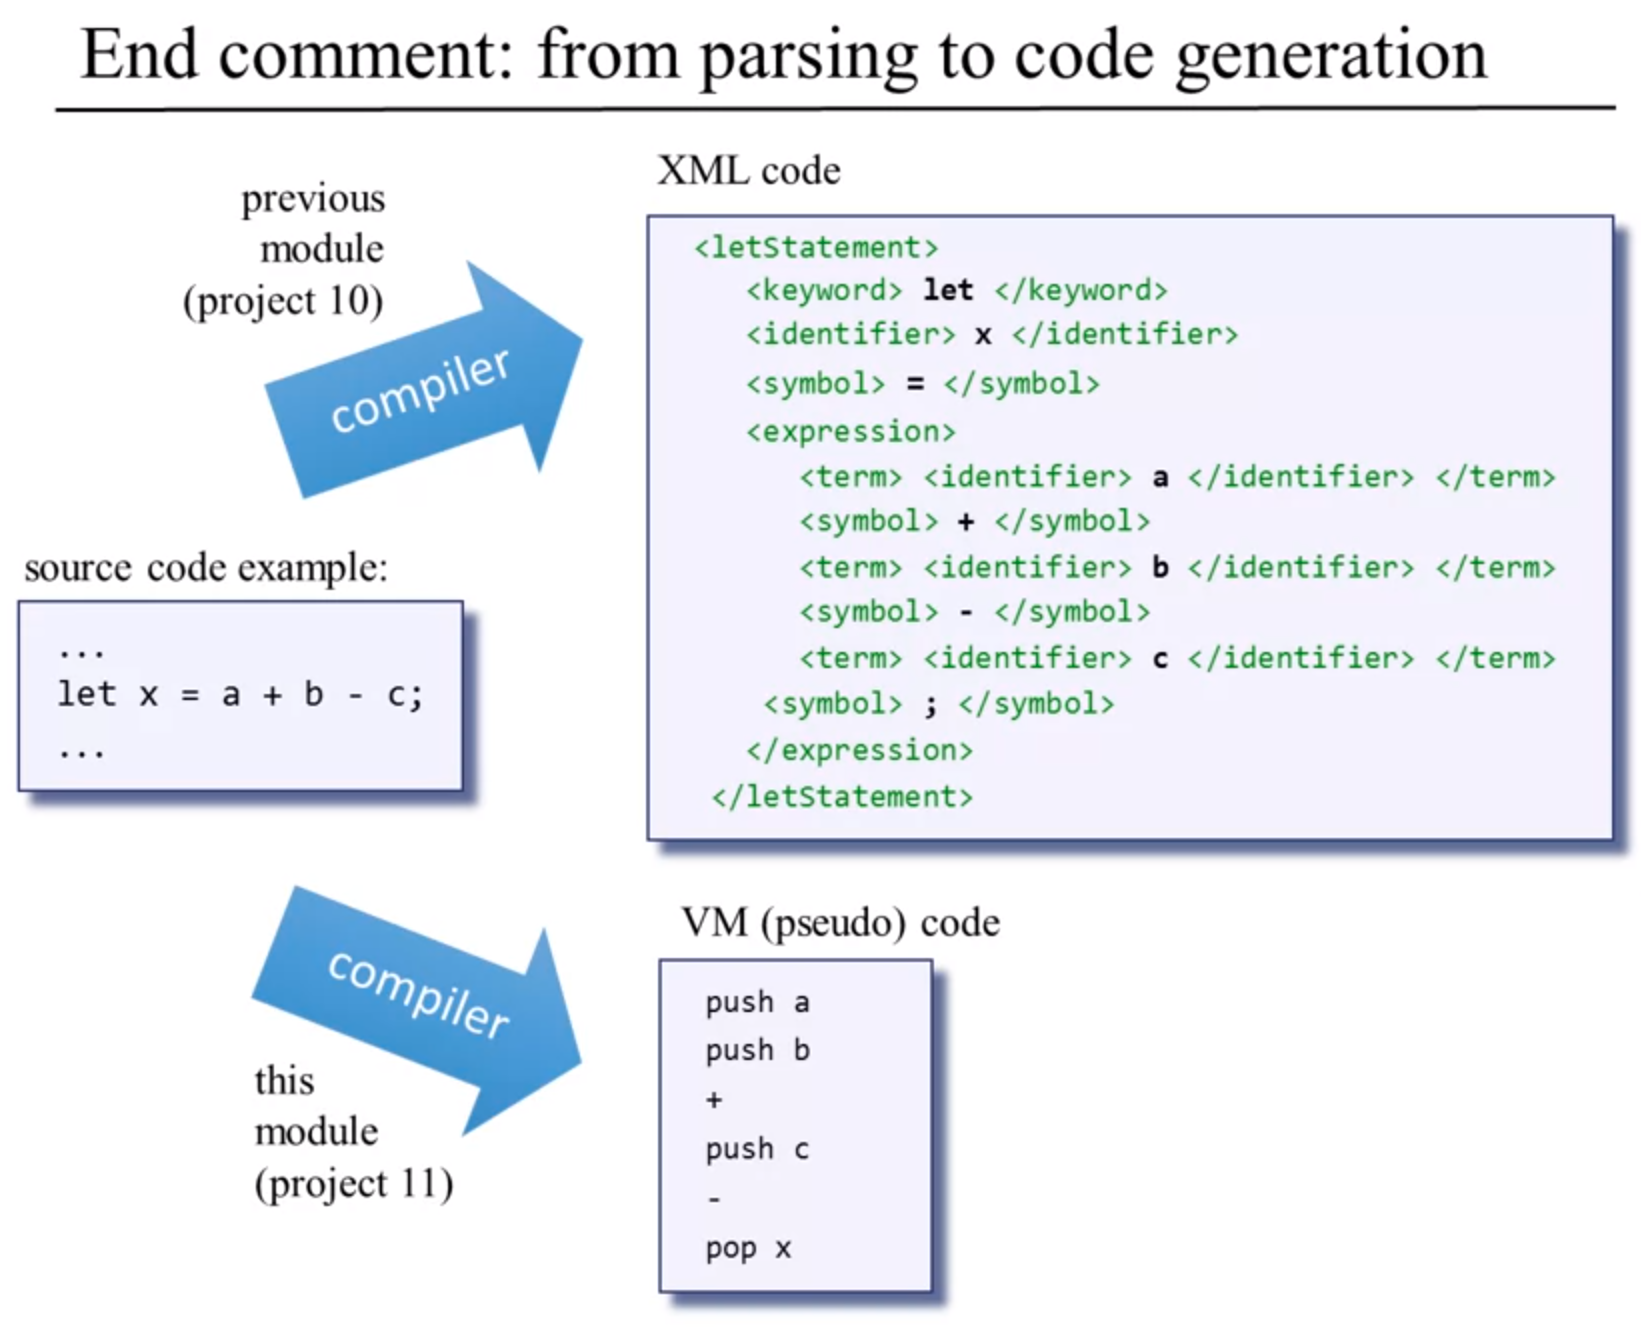 End comment: from parsing to code generation
previous
module
(project 10)
compiler
source code example:
...
let x = a + b - c;
...
compiler
this
module
(project 11)
XML code
<letStatement>
<keyword> let </keyword>
<identifier> x </identifier>
<symbol> = </symbol>
<expression>
<term> <identifier> a </identifier> </term>
<symbol> + </symbol>
<term> <identifier> b </identifier> </term>
<symbol> - </symbol>
<term> <identifier> c </identifier> </term>
<symbol> ; </symbol>
</expression>
</letStatement>
VM (pseudo) code
push a
push b
+
push c
-
pop x